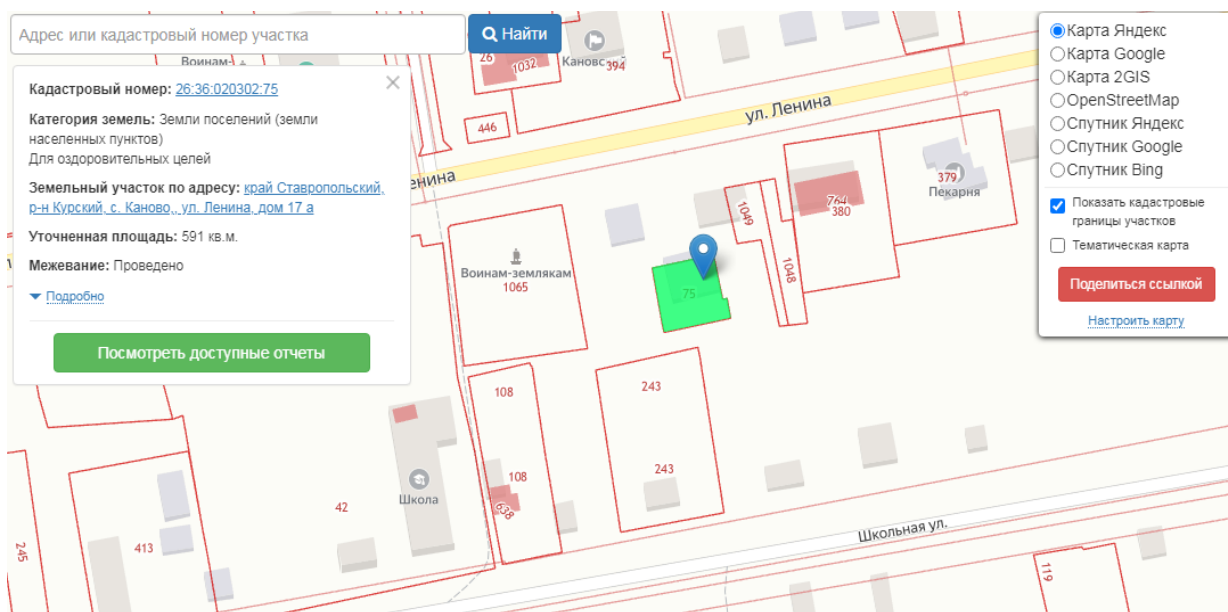 Адрес или кадастровый номер участка
Найти
Кадастровый номер: 26:36:020302:75
Категория земель: Земли поселений (земли
населенных пунктов)
Для оздоровительных целей
Земельный участок по адресу: край Ставропольский,
р-н Курский, с. Каново,, ул. Ленина, дом 17 а
Уточненная площадь: 591 кв.м.
Межевание: Проведено
Подробно
Посмотреть доступные отчеты
Карта Яндекс
Карта Google
Карта 2GIS
OpenStreetMap
Спутник Яндекс
Спутник Google
Спутник Bing
Показать кадастровые
границы участков
Тематическая карта
Поделиться ссылкой
Настроить карту
26
1032
394
446
ул. Ленина
379
Пекарня
764
380
1049
1048
Воинам-землякам
1065
75
108
243
108
243
638
Школа
42
413
245
Школьная ул.
119